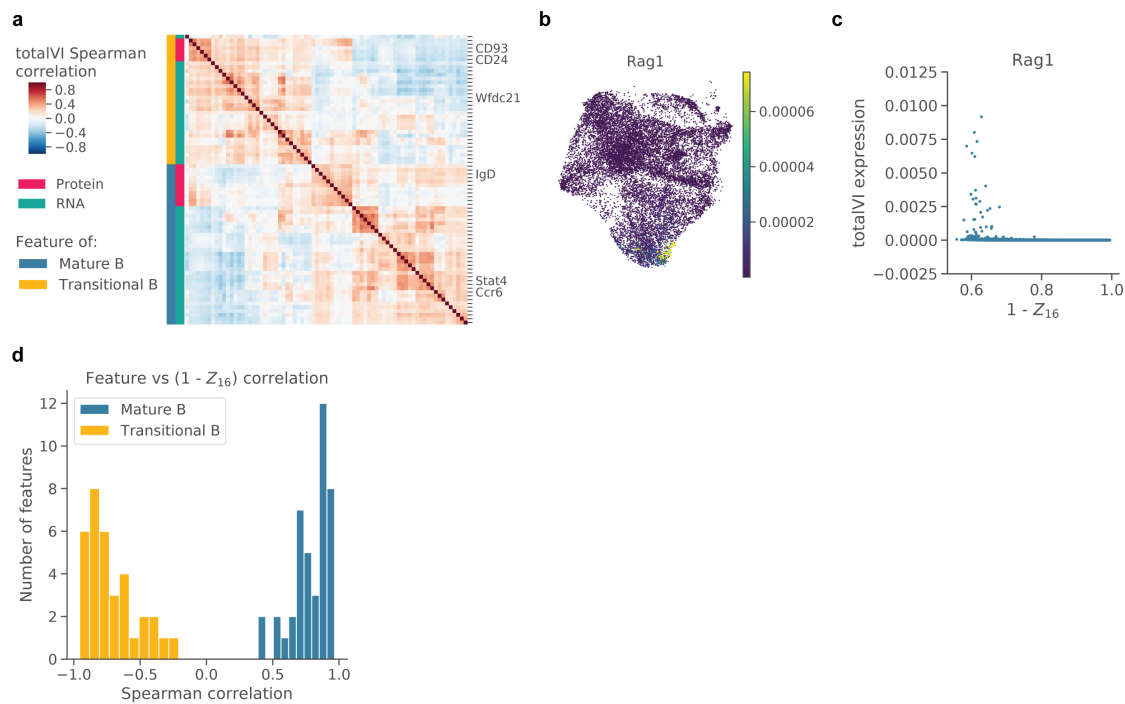 a
totalVI Spearman
correlation
0.8
0.4
0.0
−0.4
−0.8
Protein
RNA
Feature of:
Mature B
Transitional B
CD93
CD24
Wfdc21
IgD
Stat4
Ccr6
b
Rag1
0.00006
0.00004
0.00002
c
Rag1
totalVI expression
0.0125
0.0100
0.0075
0.0050
0.0025
0.0000
−0.0025
0.6
0.8
1.0
1 - Z16
d
Feature vs (1 - Z16) correlation
Mature B
Transitional B
Number of features
12
10
8
6
4
2
0
−1.0
−0.5
0.0
0.5
1.0
Spearman correlation